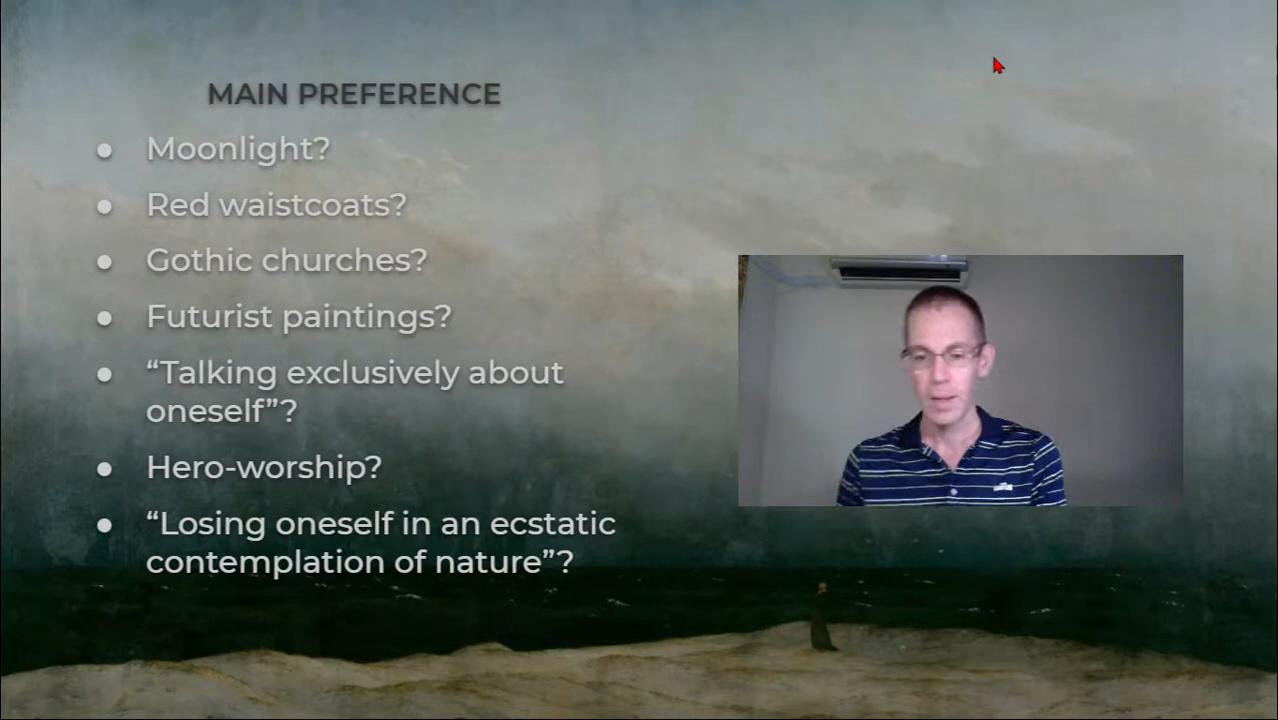 MAIN PREFERENCE
● Moonlight?
● Red waistcoats?
● Gothic churches?
● Futurist paintings?
● “Talking exclusively about
oneself”?
● Hero-worship?
● “Losing oneself in an ecstatic
contemplation of nature”?